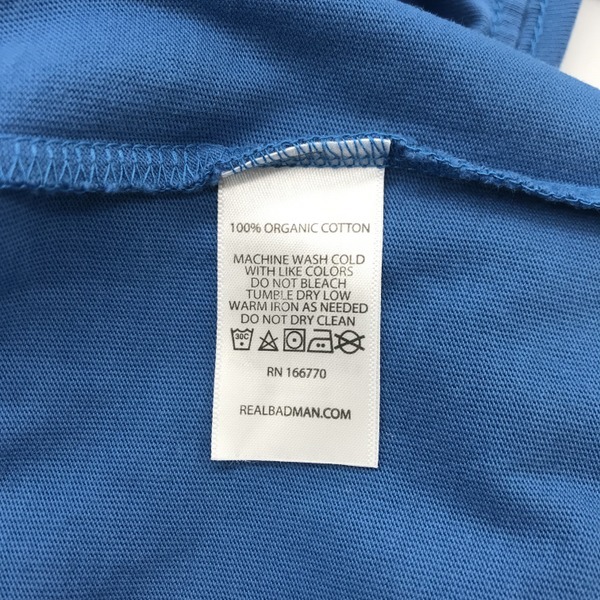 100% ORGANIC COTTON
MACHINE WASH COLD
WITH LIKE COLORS
DO NOT BLEACH
TUMBLE DRY LOW
WARM IRON AS NEEDED
DO NOT DRY CLEAN
30C
RN 166770
REALBADMAN.COM